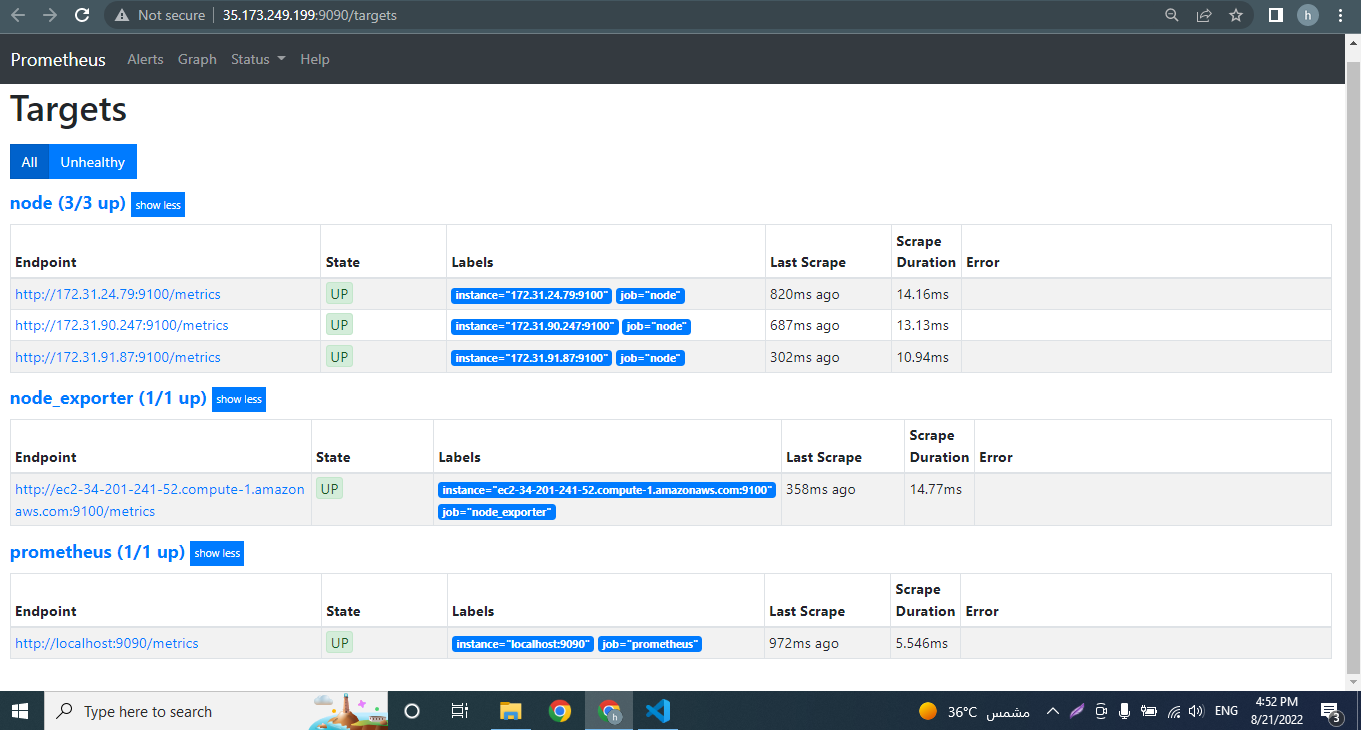 Not secure 35.173.249.199:9090/targets h
Prometheus Alerts Graph Status Help
Targets
All Unhealthy
node (3/3 up) show less
Endpoint State Labels Last Scrape Scrape Duration Error
http://172.31.24.79:9100/metrics UP instance="172.31.24.79:9100" job="node" 820ms ago 14.16ms
http://172.31.90.247:9100/metrics UP instance="172.31.90.247:9100" job="node" 687ms ago 13.13ms
http://172.31.91.87:9100/metrics UP instance="172.31.91.87:9100" job="node" 302ms ago 10.94ms
node_exporter (1/1 up) show less
Endpoint State Labels Last Scrape Scrape Duration Error
http://ec2-34-201-241-52.compute-1.amazon UP instance="ec2-34-201-241-52.compute-1.amazonaws.com:9100" 358ms ago 14.77ms
aws.com:9100/metrics job="node_exporter"
prometheus (1/1 up) show less
Endpoint State Labels Last Scrape Scrape Duration Error
http://localhost:9090/metrics UP instance="localhost:9090" job="prometheus" 972ms ago 5.546ms
Type here to search h 36°C مشمس ENG 4:52 PM
8/21/2022 3